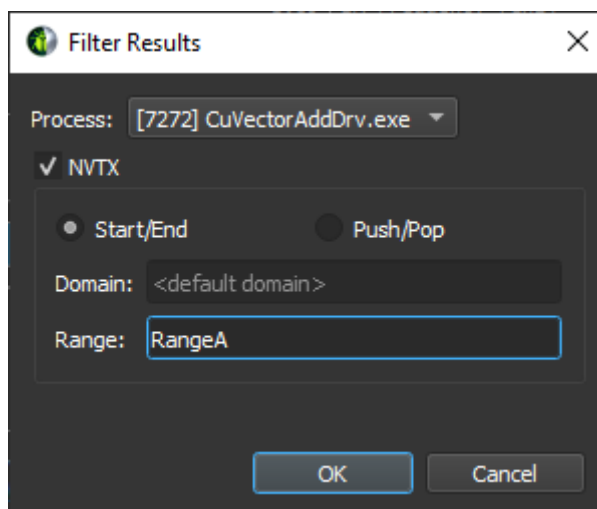 Filter Results
Process: [7272] CuVectorAddDrv.exe
NVTX
Start/End Push/Pop
Domain: <default domain>
Range: RangeA
OK Cancel